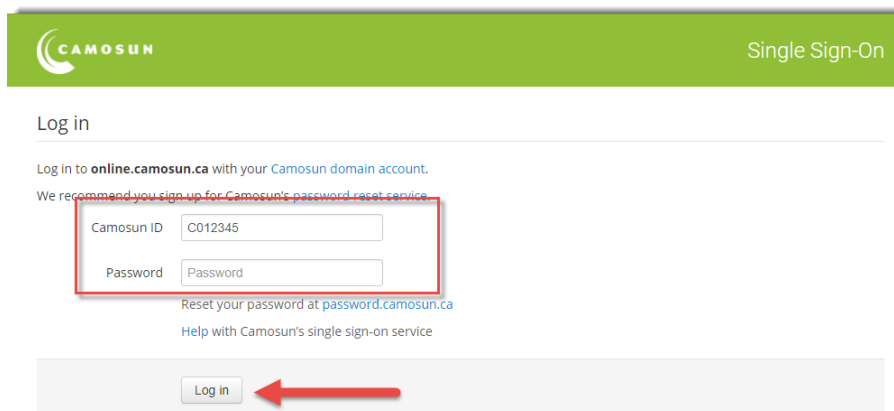 CAMOSUN
Single Sign-On
Log in
Log in to online.camosun.ca with your Camosun domain account.
We recommend you sign up for Camosun's password reset service.
Camosun ID C012345
Password Password
Reset your password at password.camosun.ca
Help with Camosun's single sign-on service
Log in